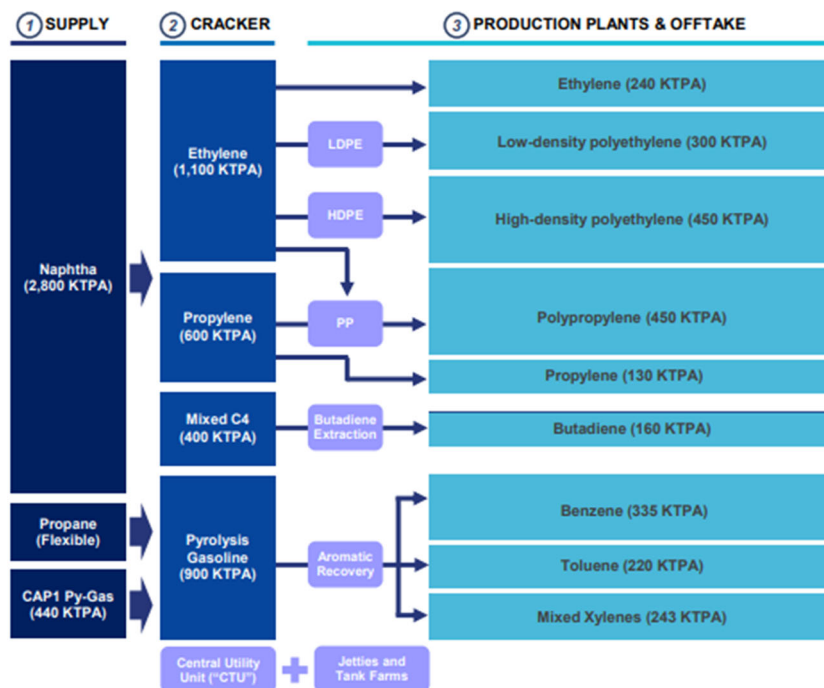 1 SUPPLY
2 CRACKER
3 PRODUCTION PLANTS & OFFTAKE
Naphtha
(2,800 KTPA)
Propane
(Flexible)
CAP1 Py-Gas
(440 KTPA)
Ethylene
(1,100 KTPA)
Propylene
(600 KTPA)
Mixed C4
(400 KTPA)
Pyrolysis
Gasoline
(900 KTPA)
LDPE
HDPE
PP
Butadiene
Extraction
Aromatic
Recovery
Ethylene (240 KTPA)
Low-density polyethylene (300 KTPA)
High-density polyethylene (450 KTPA)
Polypropylene (450 KTPA)
Propylene (130 KTPA)
Butadiene (160 KTPA)
Benzene (335 KTPA)
Toluene (220 KTPA)
Mixed Xylenes (243 KTPA)
Central Utility
Unit ("CTU")
Jetties and
Tank Farms